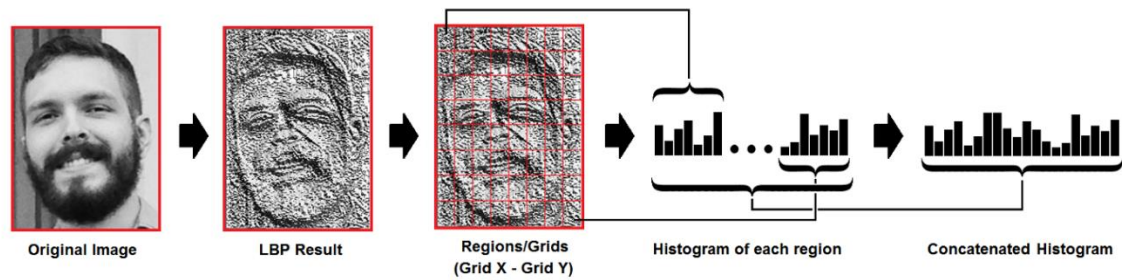 Original Image
LBP Result
Regions/Grids
(Grid X - Grid Y)
Histogram of each region
Concatenated Histogram